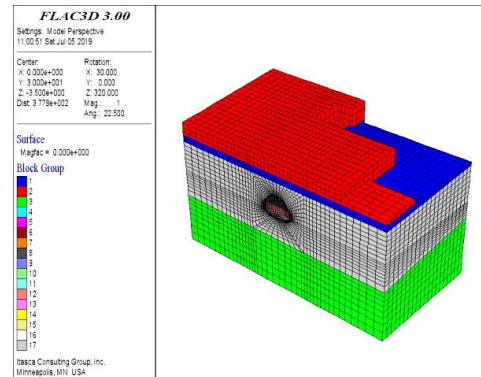 FLAC3D 3.00
Settings: Model Perspective
11:00:51 Sat Jul 05 2019
Center: Rotation:
X: 0.000e+000 X: 30.000
Y: 3.000e+001 Y: 0.000
Z: -3.500e+000 Z: 320.000
Dist: 3.779e+002 Mag.: 1
Ang.: 22.500
Surface
Magfac = 0.000e+000
Block Group
1
2
3
4
5
6
7
8
9
10
11
12
13
14
15
16
17
Itasca Consulting Group, Inc.
Minneapolis, MN USA